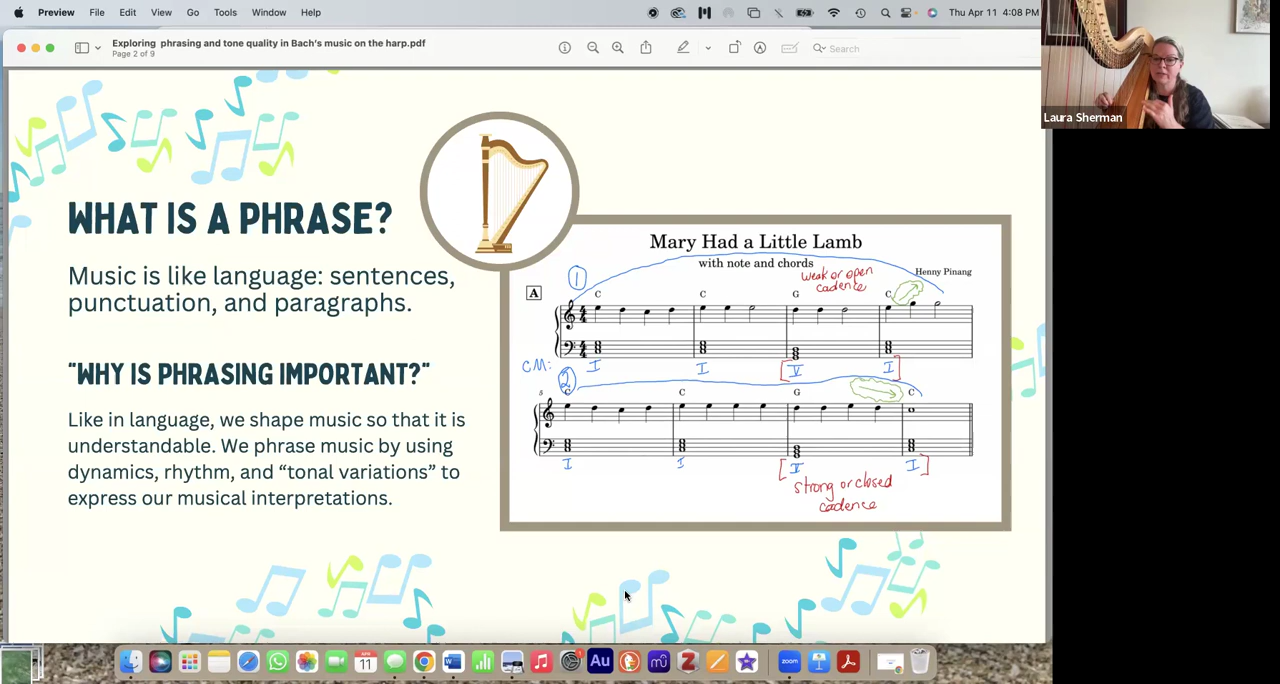 Preview File Edit View Go Tools Window Help
Thu Apr 11 4:08 PM
Exploring phrasing and tone quality in Bach's music on the harp.pdf
Page 2 of 9
Search
Laura Sherman
WHAT IS A PHRASE?
Music is like language: sentences,
punctuation, and paragraphs.
"WHY IS PHRASING IMPORTANT?"
Like in language, we shape music so that it is
understandable. We phrase music by using
dynamics, rhythm, and “tonal variations” to
express our musical interpretations.
Mary Had a Little Lamb
with note and chords
Henny Pinang
weak or open
cadence
1
A
C C G C
CM: I I V I
2
5
C C G C
I I V I
strong or closed
cadence
APR
11
W
Au
Z
zoom